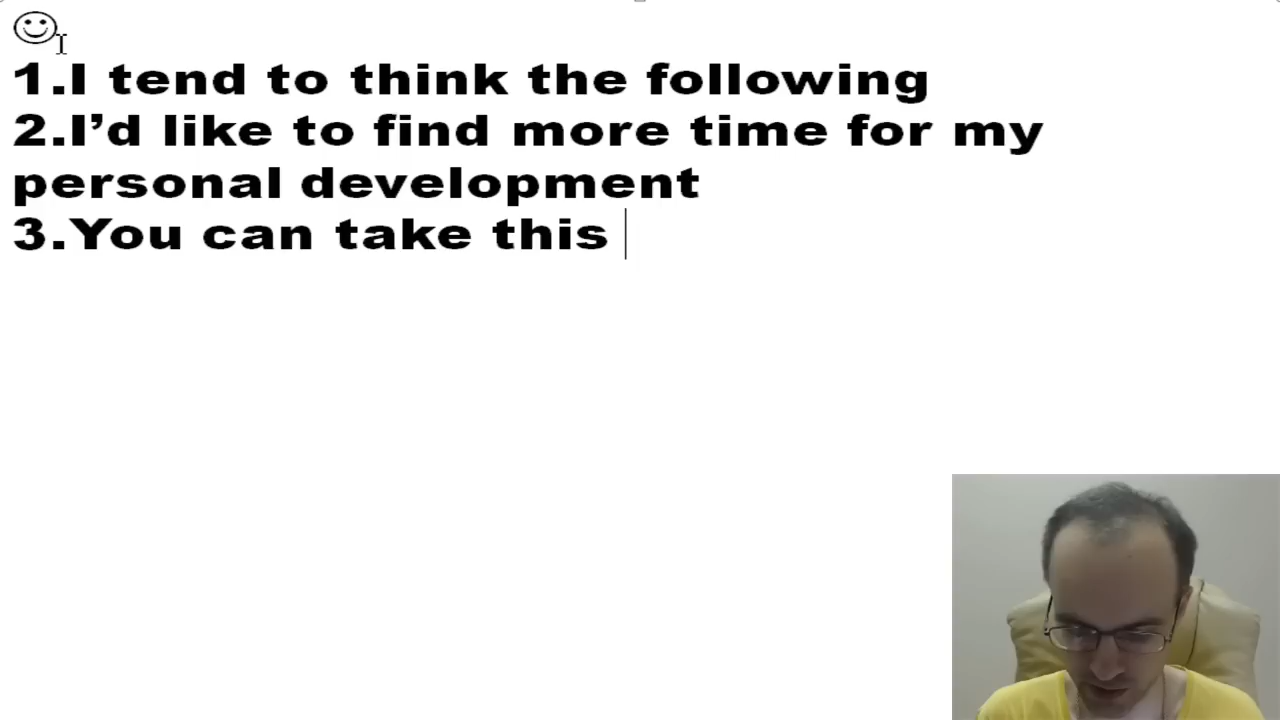 ☺
1.I tend to think the following
2.I’d like to find more time for my
personal development
3.You can take this